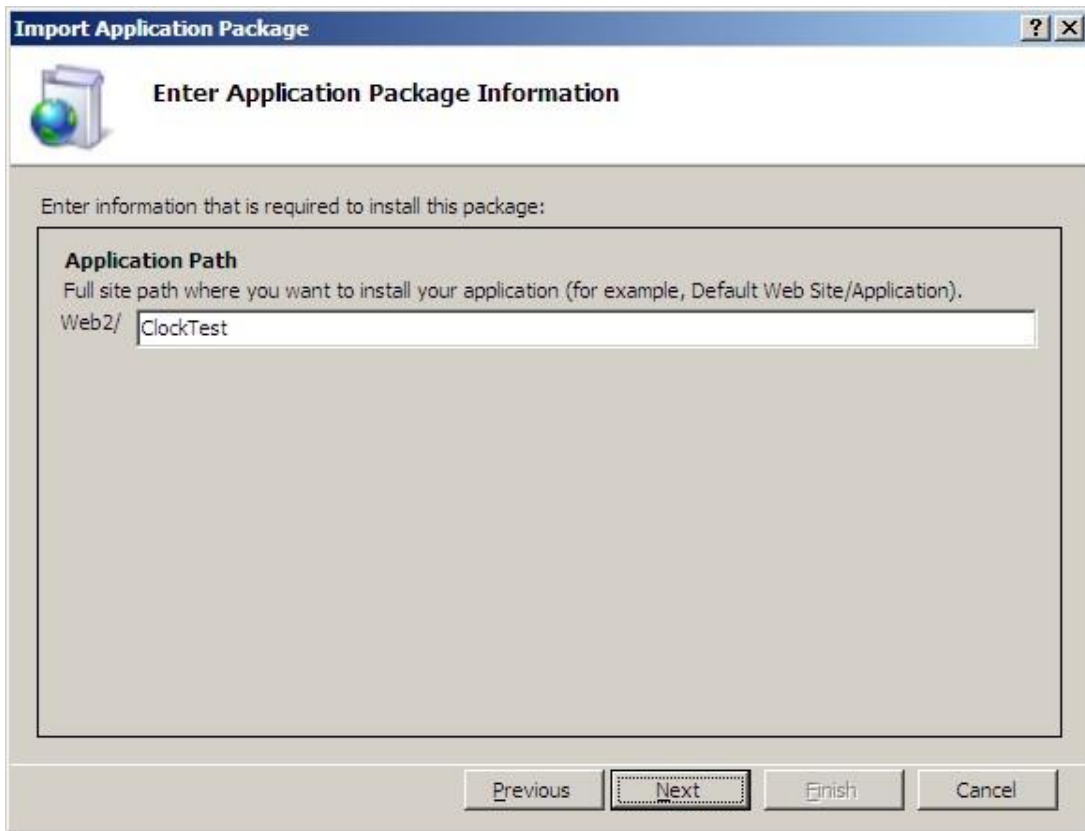 Import Application Package
Enter Application Package Information
Enter information that is required to install this package:
Application Path
Full site path where you want to install your application (for example, Default Web Site/Application).
Web2/ ClockTest
Previous Next Finish Cancel